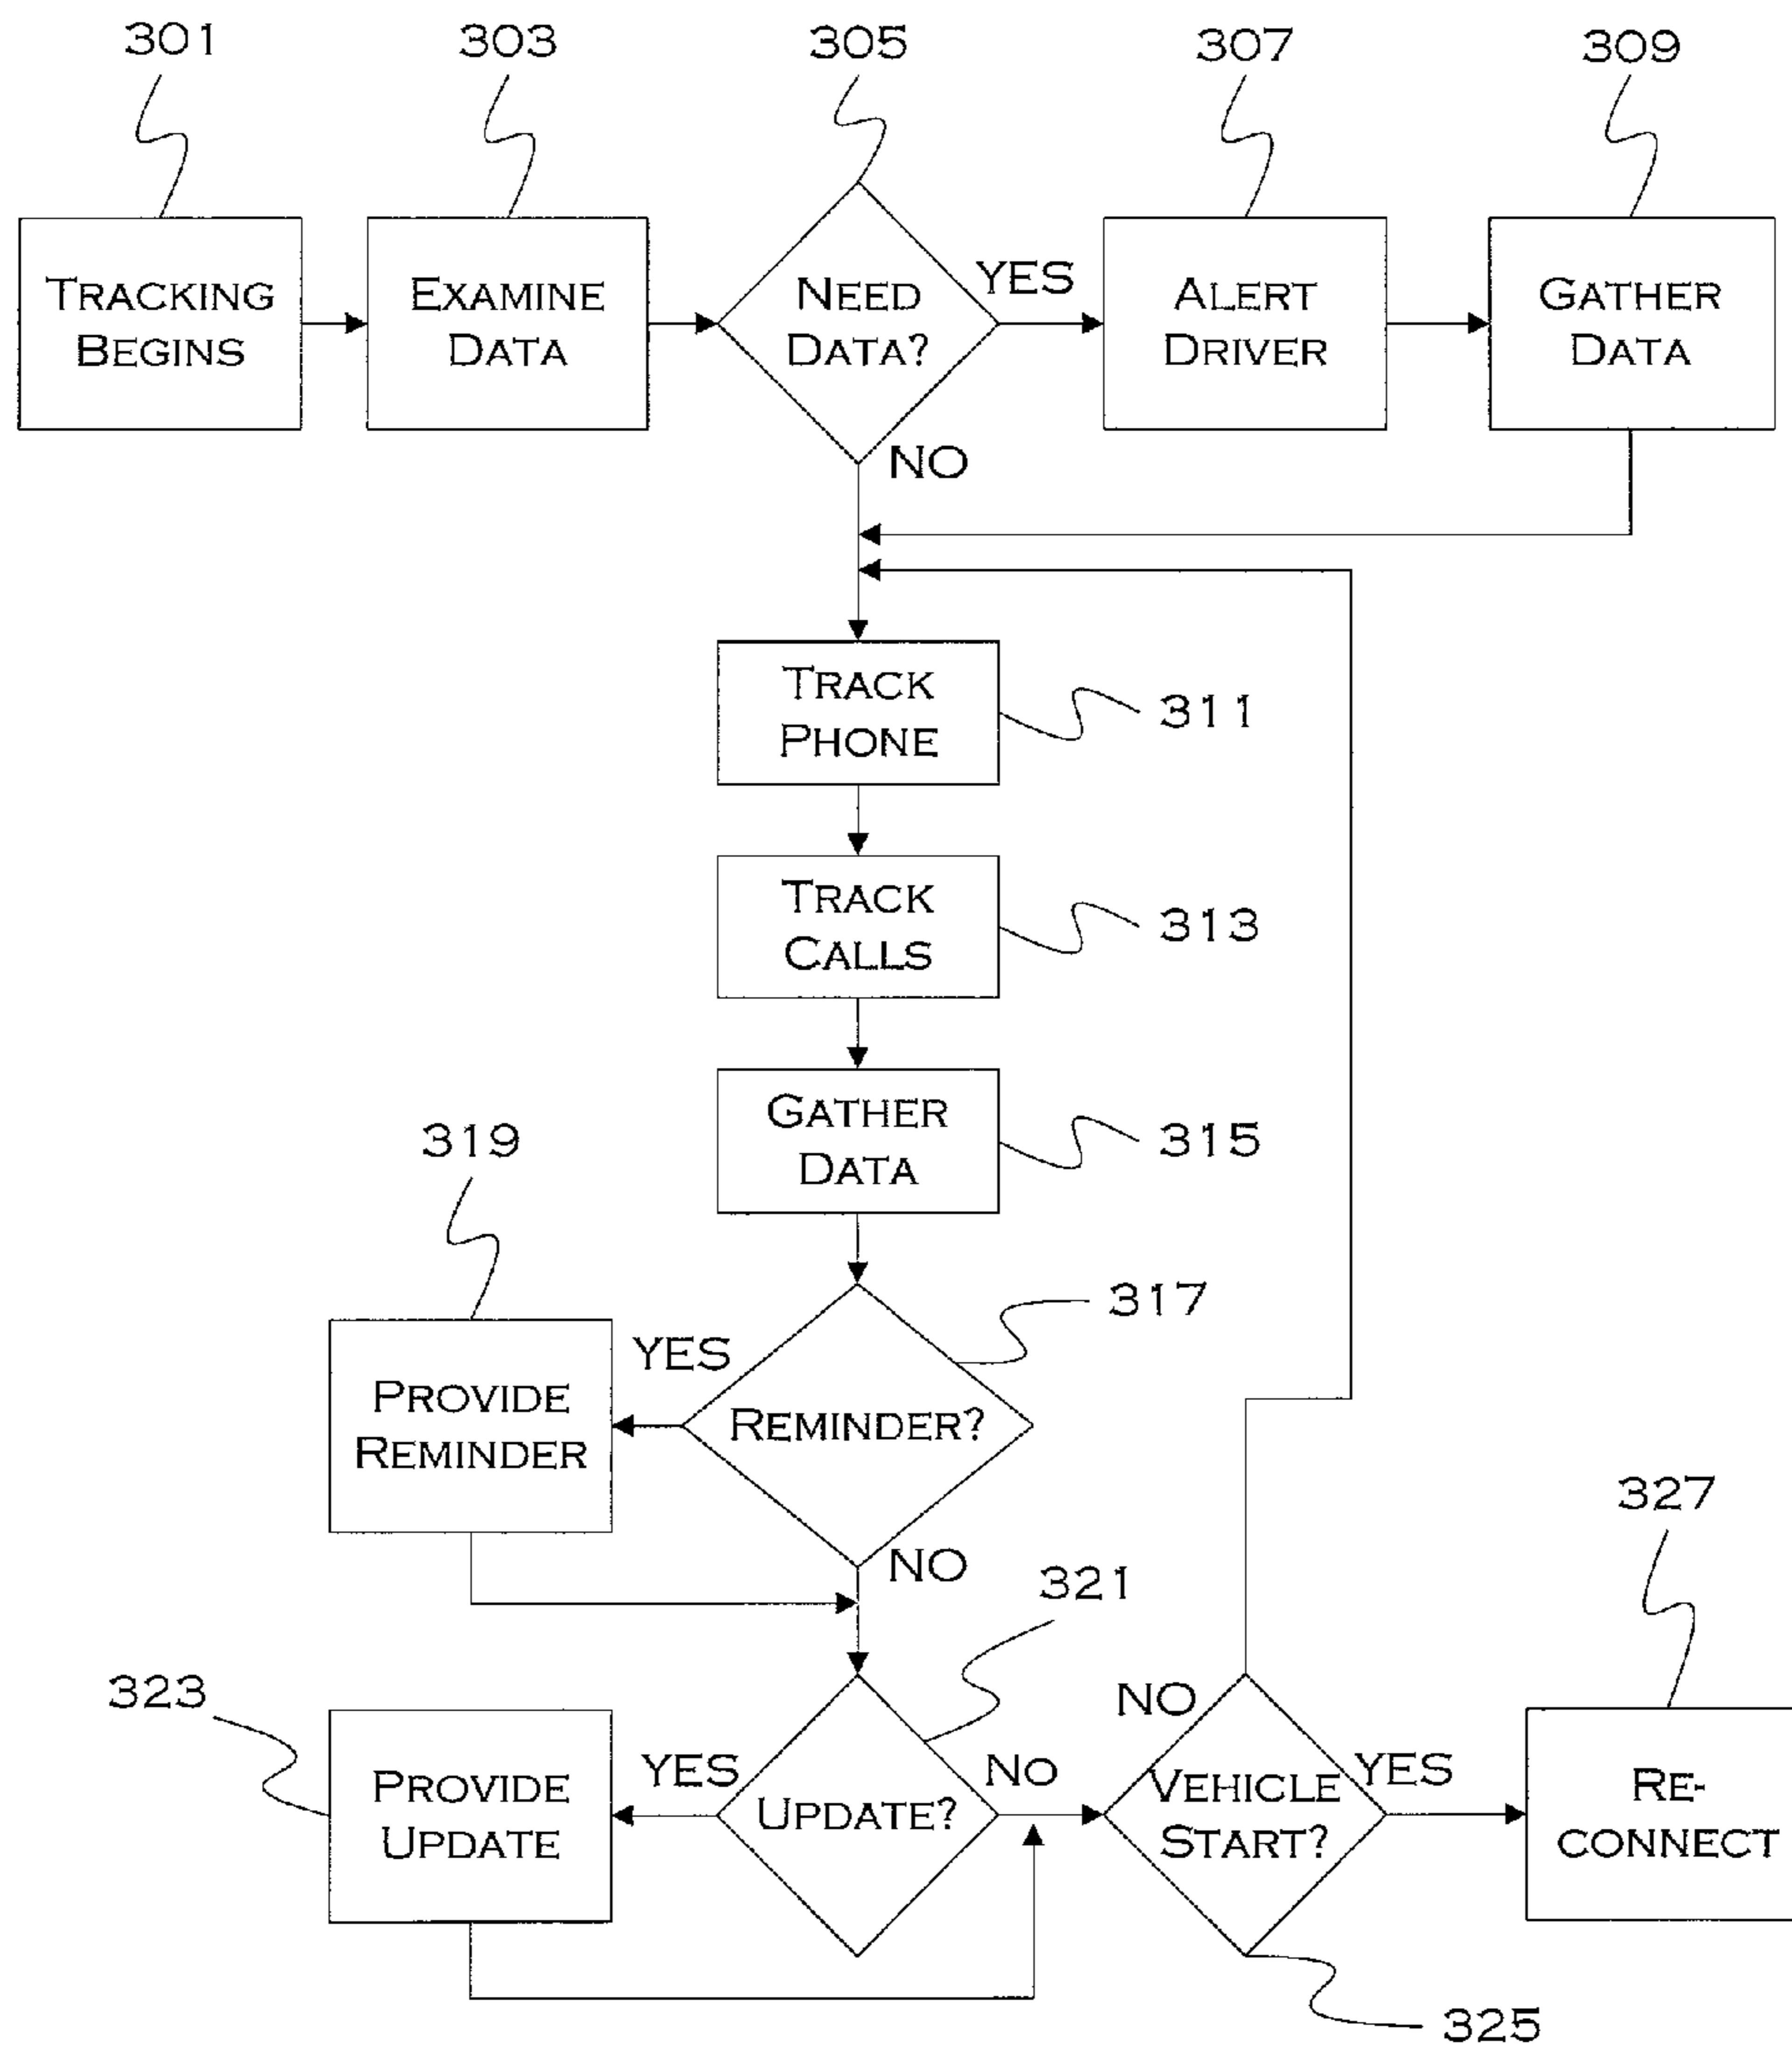 301
303
305
307
309
TRACKING
BEGINS
EXAMINE
DATA
NEED
DATA?
YES
ALERT
DRIVER
GATHER
DATA
NO
TRACK
PHONE
311
TRACK
CALLS
313
GATHER
DATA
315
319
317
YES
PROVIDE
REMINDER
REMINDER?
NO
321
327
323
YES
PROVIDE
UPDATE
UPDATE?
NO
NO
VEHICLE
START?
YES
RE-
CONNECT
325